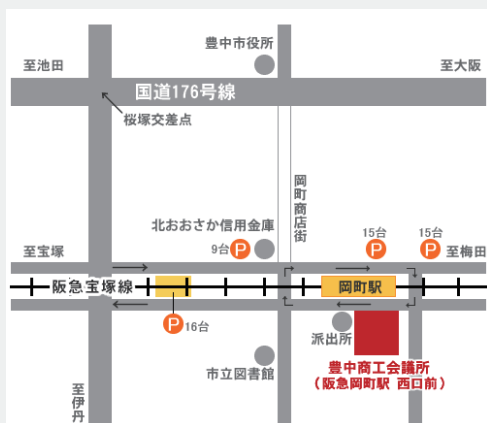 豊中市役所
至池田
至大阪
国道176号線
桜塚交差点
岡町商店街
北おおさか信用金庫
9台 P
15台
P
15台
P
至宝塚
至梅田
阪急宝塚線
岡町駅
P 16台
派出所
市立図書館
豊中商工会議所
（阪急岡町駅 西口前）
至伊丹